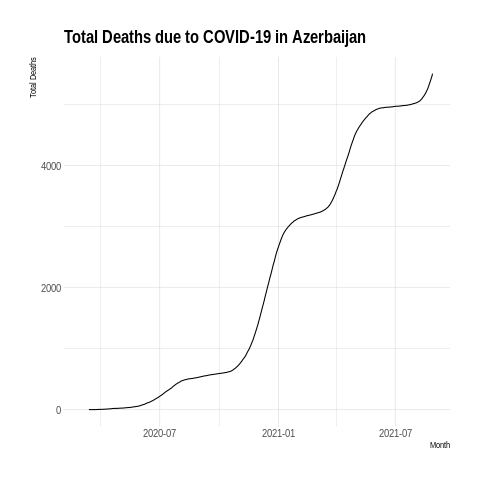 Total Deaths due to COVID-19 in Azerbaijan
Total Deaths
4000
2000
0
2020-07
2021-01
2021-07
Month